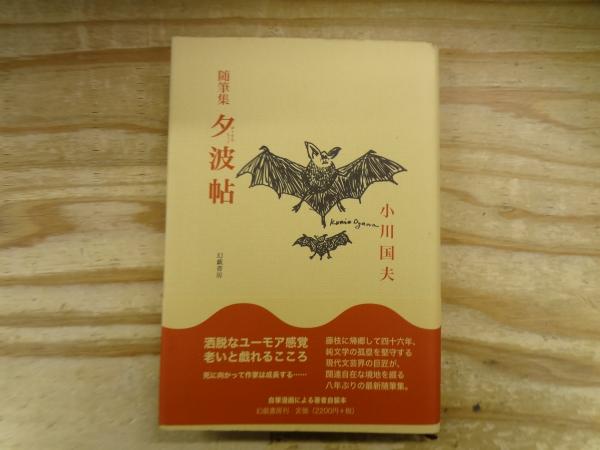 随筆集
夕波帖
Kunio Ogawa
小川国夫
幻戯書房
洒脱なユーモア感覚
老いと戯れるこころ
死に向かって作家は成長する……
藤枝に帰郷して四十六年、
純文学の孤塁を堅守する
現代文芸界の巨匠が、
闊達自在な境地を綴る
八年ぶりの最新随筆集。
自筆漫画による著者自装本
幻戯書房刊 定価(2200円+税)